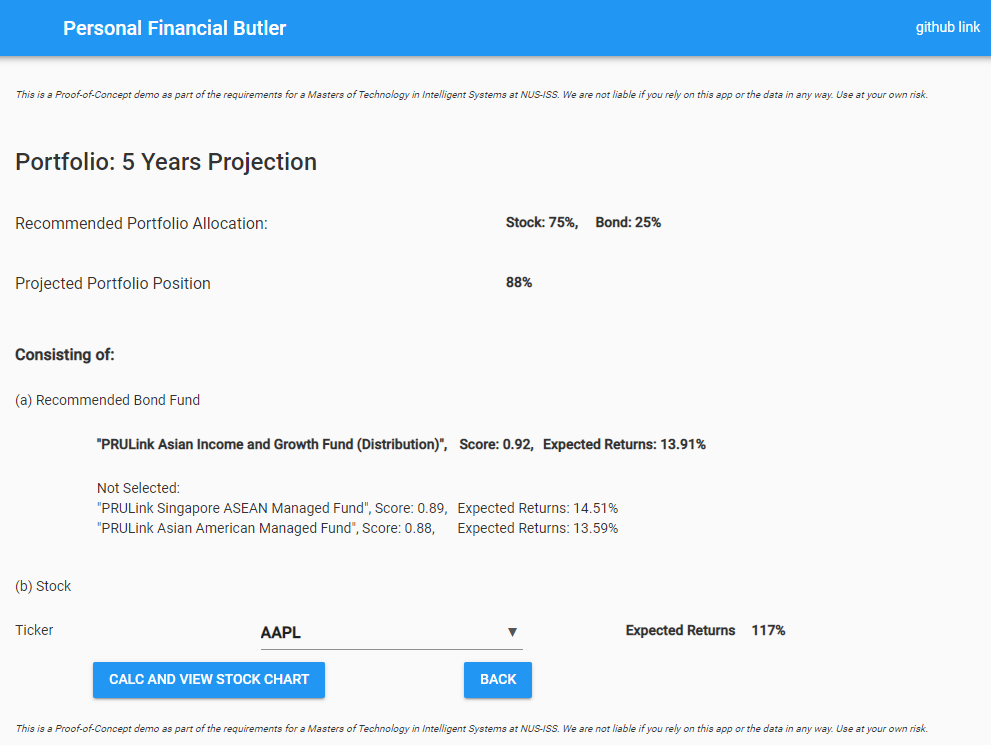 Personal Financial Butler
github link
This is a Proof-of-Concept demo as part of the requirements for a Masters of Technology in Intelligent Systems at NUS-ISS. We are not liable if you rely on this app or the data in any way. Use at your own risk.
Portfolio: 5 Years Projection
Recommended Portfolio Allocation: Stock: 75%, Bond: 25%
Projected Portfolio Position 88%
Consisting of:
(a) Recommended Bond Fund
"PRULink Asian Income and Growth Fund (Distribution)", Score: 0.92, Expected Returns: 13.91%
Not Selected:
"PRULink Singapore ASEAN Managed Fund", Score: 0.89, Expected Returns: 14.51%
"PRULink Asian American Managed Fund", Score: 0.88, Expected Returns: 13.59%
(b) Stock
Ticker AAPL Expected Returns 117%
CALC AND VIEW STOCK CHART BACK
This is a Proof-of-Concept demo as part of the requirements for a Masters of Technology in Intelligent Systems at NUS-ISS. We are not liable if you rely on this app or the data in any way. Use at your own risk.